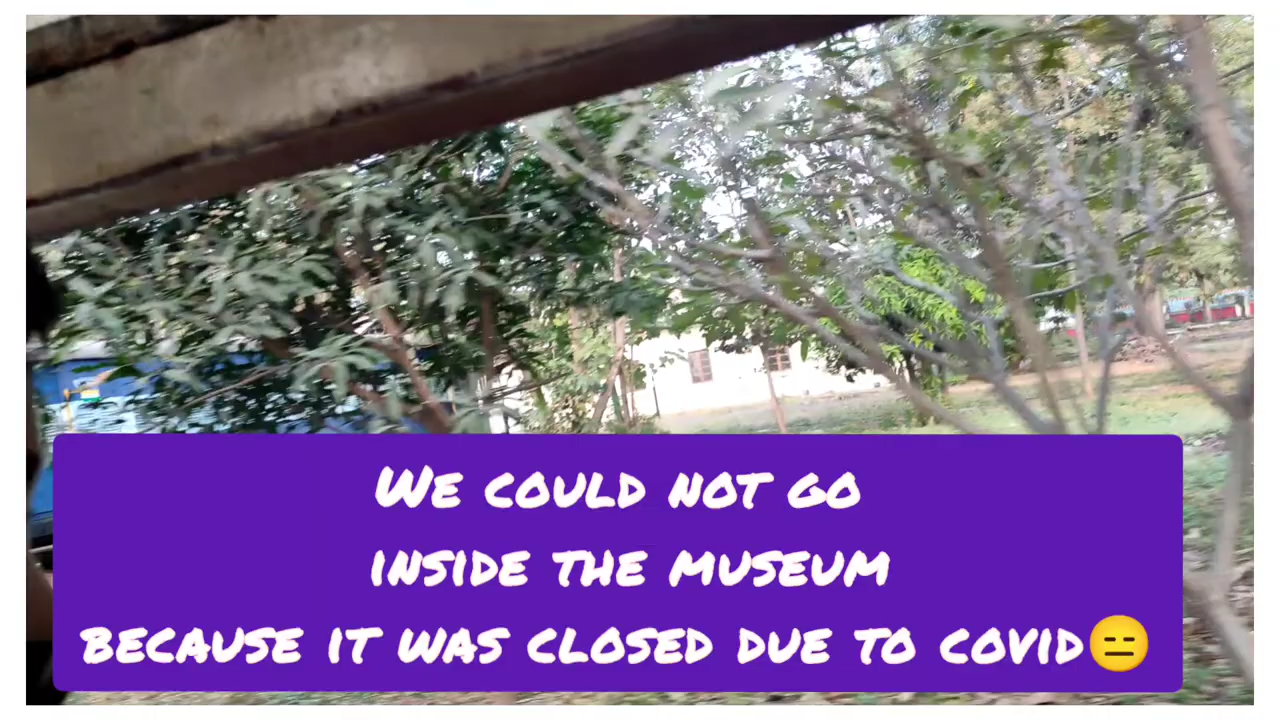 We could not go
inside the museum
because it was closed due to covid😑